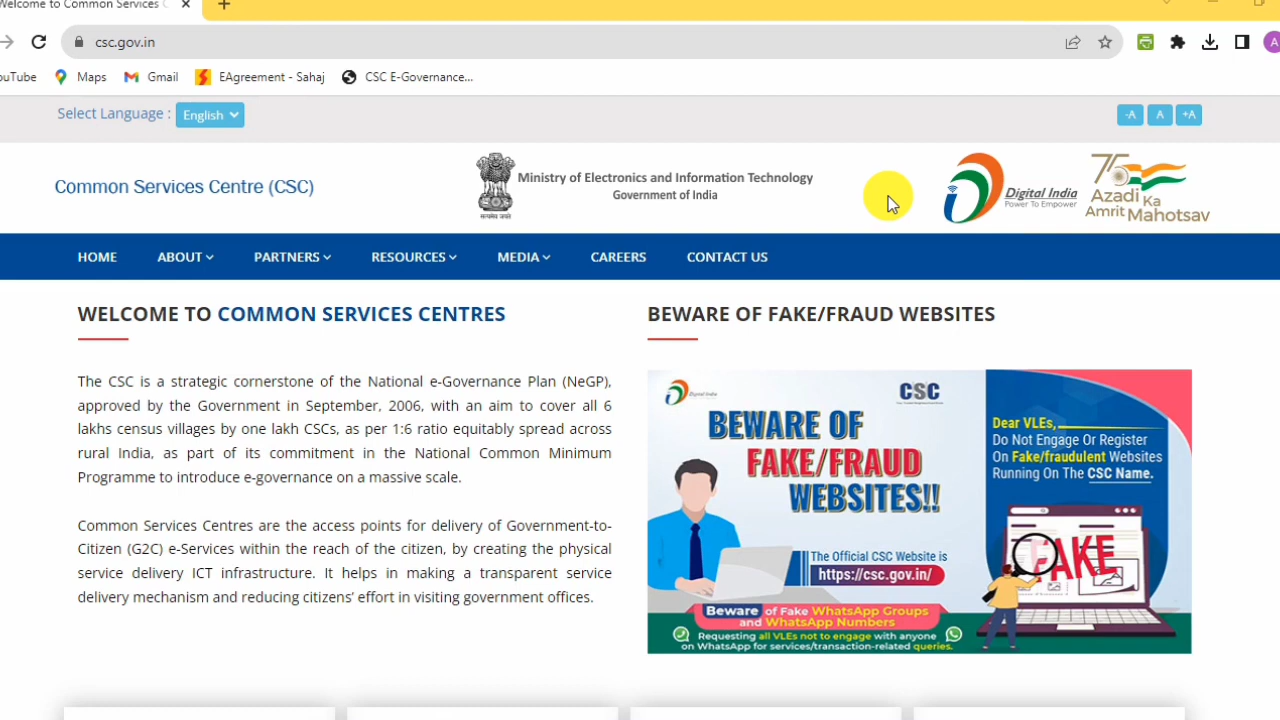 Welcome to Common Services C
csc.gov.in
A
ouTube
Maps
Gmail
EAgreement - Sahaj
CSC E-Governance...
Select Language :
English
-A
A
+A
Common Services Centre (CSC)
सत्यमेव जयते
Ministry of Electronics and Information Technology
Government of India
Digital India
Power To Empower
75
Azadi Ka
Amrit Mahotsav
HOME
ABOUT
PARTNERS
RESOURCES
MEDIA
CAREERS
CONTACT US
WELCOME TO COMMON SERVICES CENTRES
The CSC is a strategic cornerstone of the National e-Governance Plan (NeGP),
approved by the Government in September, 2006, with an aim to cover all 6
lakhs census villages by one lakh CSCs, as per 1:6 ratio equitably spread across
rural India, as part of its commitment in the National Common Minimum
Programme to introduce e-governance on a massive scale.
Common Services Centres are the access points for delivery of Government-to-
Citizen (G2C) e-Services within the reach of the citizen, by creating the physical
service delivery ICT infrastructure. It helps in making a transparent service
delivery mechanism and reducing citizens' effort in visiting government offices.
BEWARE OF FAKE/FRAUD WEBSITES
Digital India
CSC
BEWARE OF
FAKE/FRAUD
WEBSITES!!
The Official CSC Website is
https://csc.gov.in/
Beware of Fake WhatsApp Groups
and WhatsApp Numbers
Requesting all VLEs not to engage with anyone
on WhatsApp for services/transaction-related queries.
Dear VLEs,
Do Not Engage Or Register
On Fake/fraudulent Websites
Running On The CSC Name.
FAKE